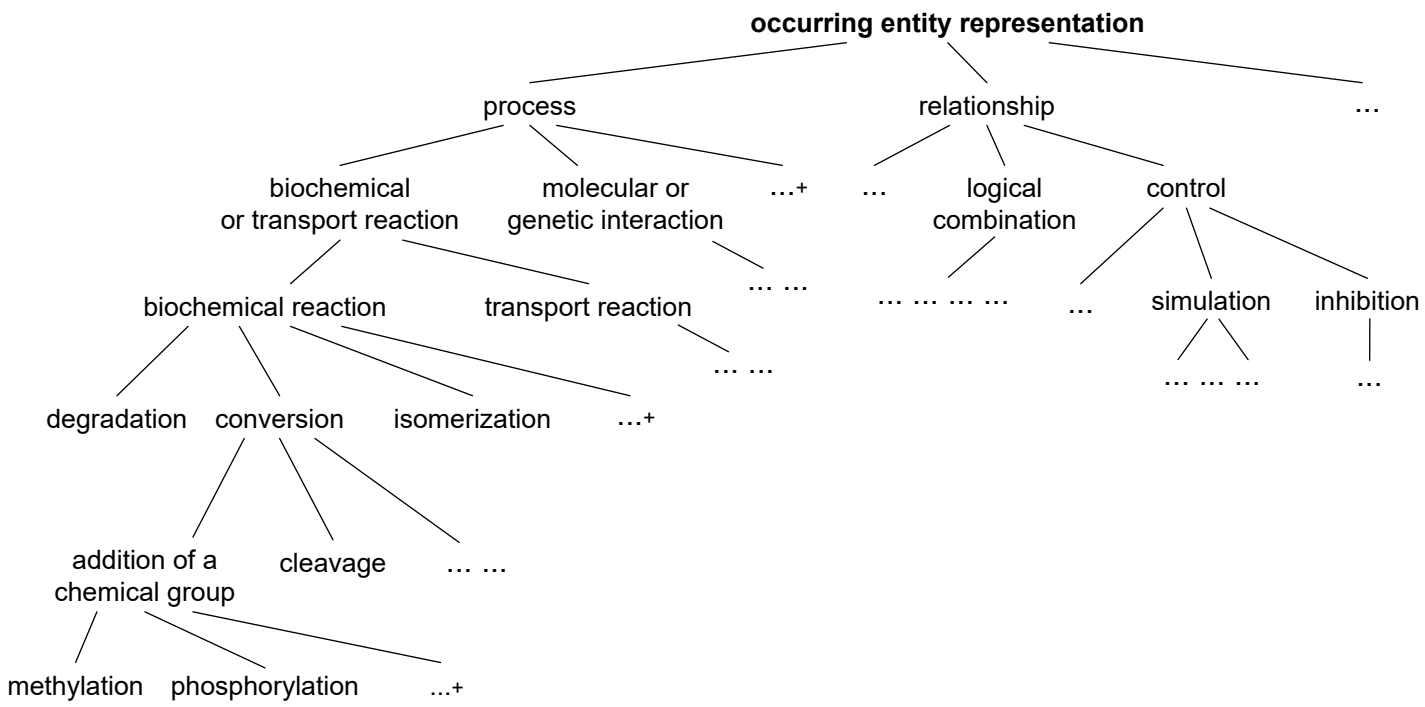 occurring entity representation
process
relationship
...
biochemical
or transport reaction
molecular or
genetic interaction
...+
...
logical
combination
control
biochemical reaction
transport reaction
... ...
... ... ... ...
...
simulation
inhibition
... ...
... ... ...
...
degradation
conversion
isomerization
...+
addition of a
chemical group
cleavage
... ...
methylation
phosphorylation
...+